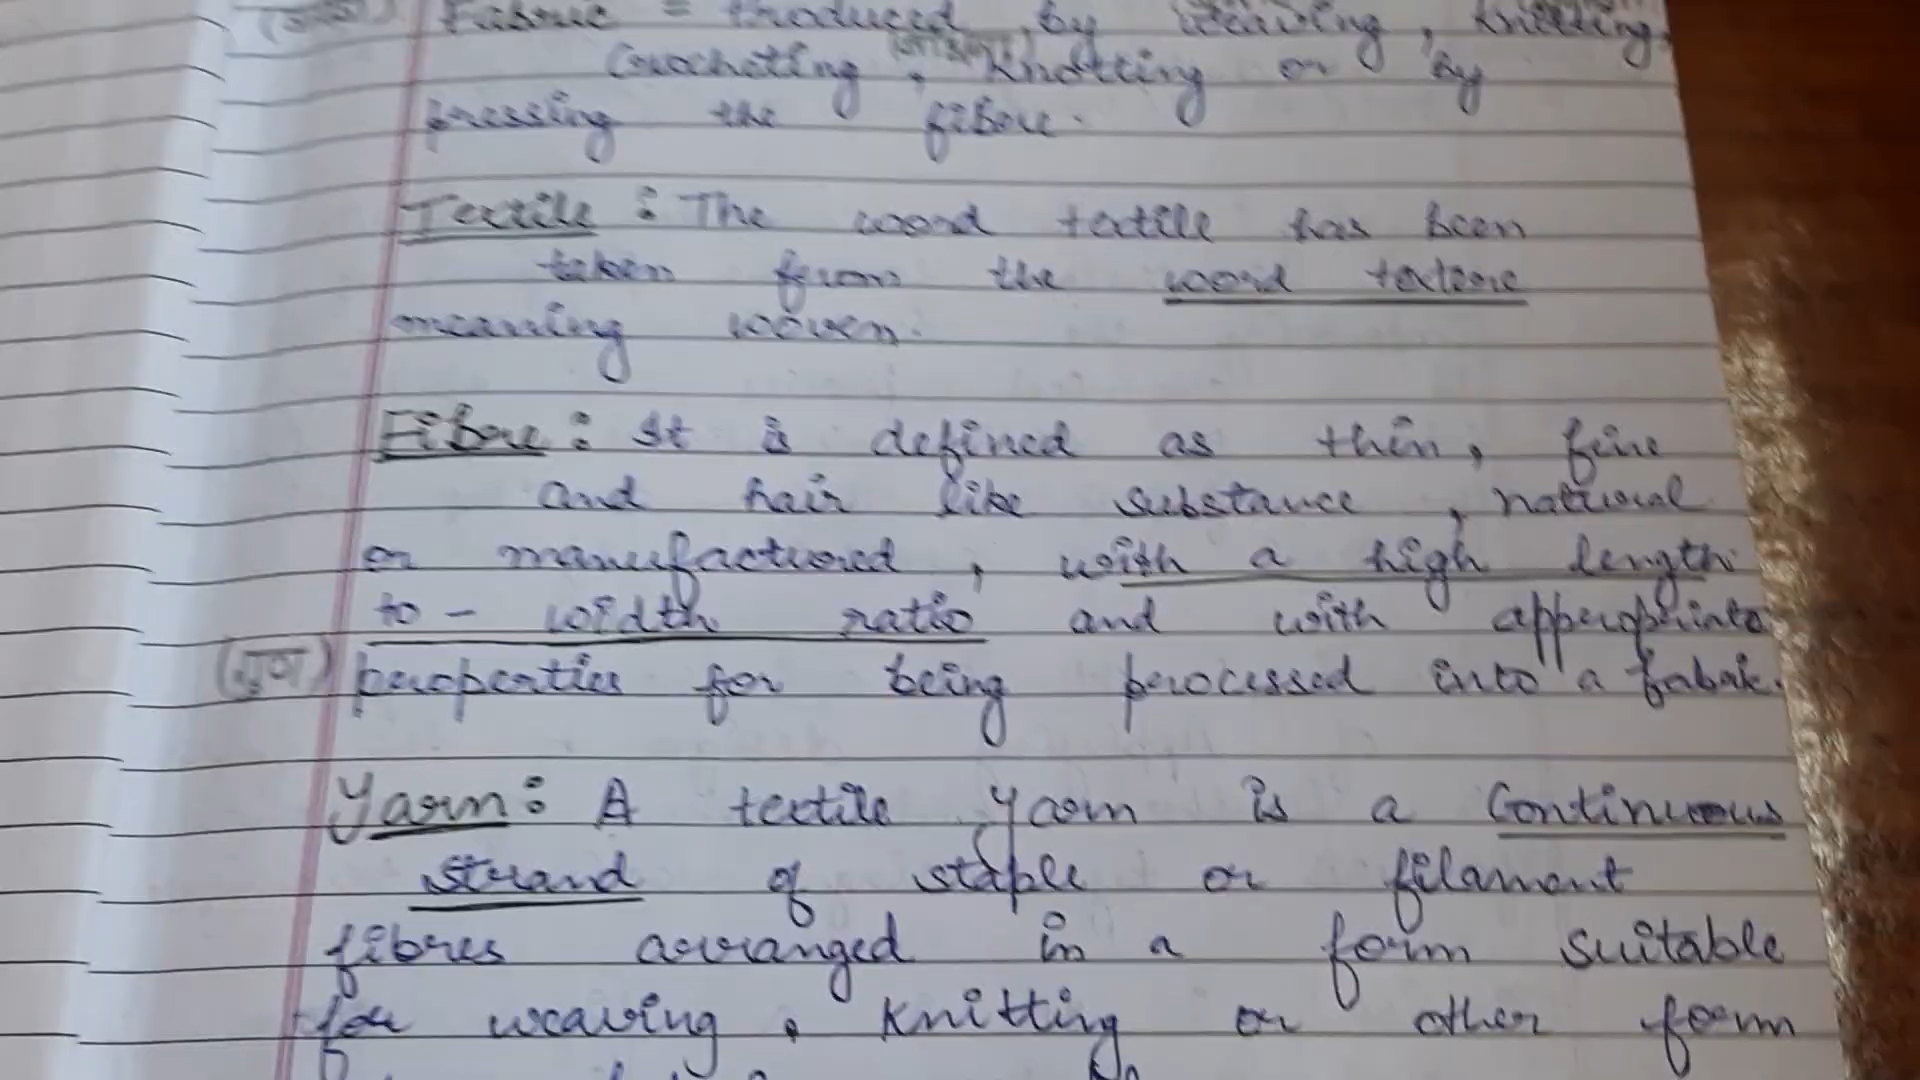 Fabric = Produced by weaving, knitting,
Crocheting, Knotting or by
pressing the fibre.
Textile : The word textile has been
taken from the word texere
meaning woven.
Fibre : It is defined as thin, fine
and hair like substance, natural
or manufactured, with a high length
to - width ratio and with appropriate
(गुण) properties for being processed into a fabric.
Yarn : A textile yarn is a Continuous
strand of staple or filament
fibres arranged in a form suitable
for weaving, Knitting or other form